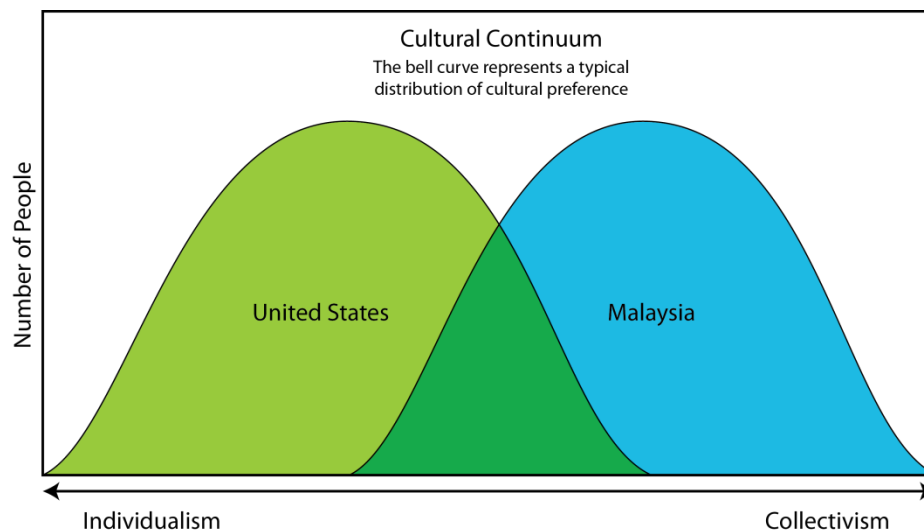 Cultural Continuum
The bell curve represents a typical
distribution of cultural preference
Number of People
United States
Malaysia
Individualism
Collectivism